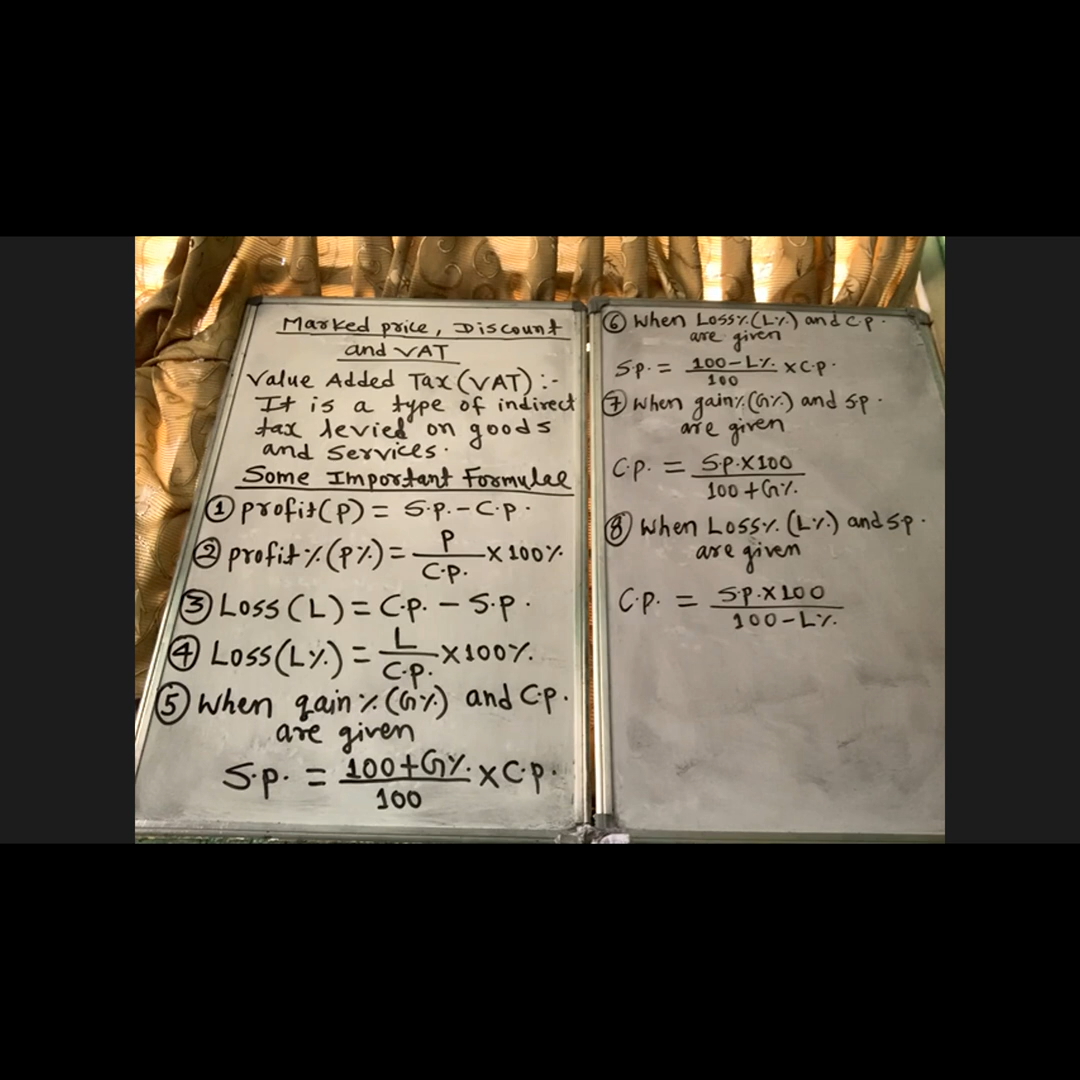 Marked price, Discount
and VAT
Value Added Tax (VAT) :-
It is a type of indirect
tax levied on goods
and services.
Some Important Formulae
① profit(p) = S.p. - C.p.
② profit %(p%) = P/C.p. × 100%
③ Loss (L) = C.p. - S.p.
④ Loss(L%) = L/C.p. × 100%
⑤ When gain % (G%) and C.p.
are given
S.p. = 100+G%/100 × C.p.
⑥ When Loss% (L%) and C.p.
are given
S.p. = 100-L%/100 × C.p.
⑦ When gain% (G%) and S.p.
are given
C.p. = S.p. × 100/100 + G%
⑧ When Loss% (L%) and S.p.
are given
C.p. = S.p. × 100/100 - L%